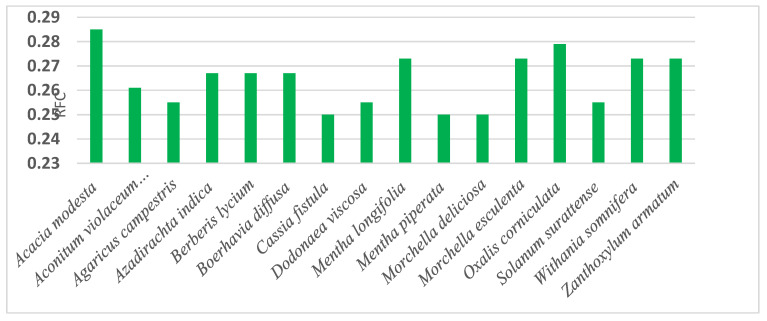 0.29
0.28
0.27
0.26
0.25
0.24
0.23
RFC
Acacia modesta
Aconitum violaceum...
Agaricus campestris
Azadirachta indica
Berberis lycium
Boerhavia diffusa
Cassia fistula
Dodonaea viscosa
Mentha longifolia
Mentha piperata
Morchella deliciosa
Morchella esculenta
Oxalis corniculata
Solanum surattense
Withania somnifera
Zanthoxylum armatum